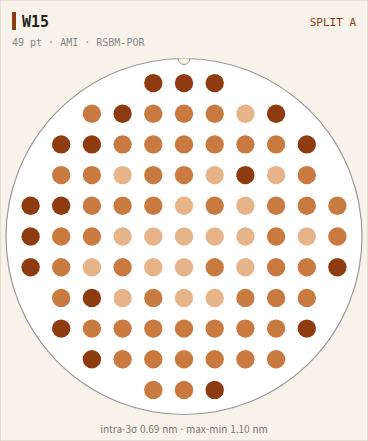 W15
SPLIT A
49 pt · AMI · RSBM-POR
intra-3σ 0.69 nm · max-min 1.10 nm